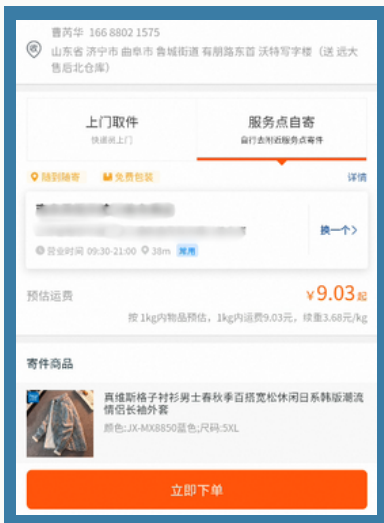 曹芮华 166 8802 1575
山东省 济宁市 曲阜市 鲁城街道 有朋路东首 沃特写字楼（送 远大
售后北仓库）
上门取件
快递员上门
服务点自寄
自行去附近服务点寄件
随到随寄 免费包装 详情
换一个>
营业时间 09:30-21:00 38m 常用
预估运费 ¥9.03起
按 1kg内物品预估，1kg内运费9.03元，续重3.68元/kg
寄件商品
真维斯格子衬衫男士春秋季百搭宽松休闲日系韩版潮流
情侣长袖外套
颜色:JX-MX8850蓝色;尺码:5XL
立即下单